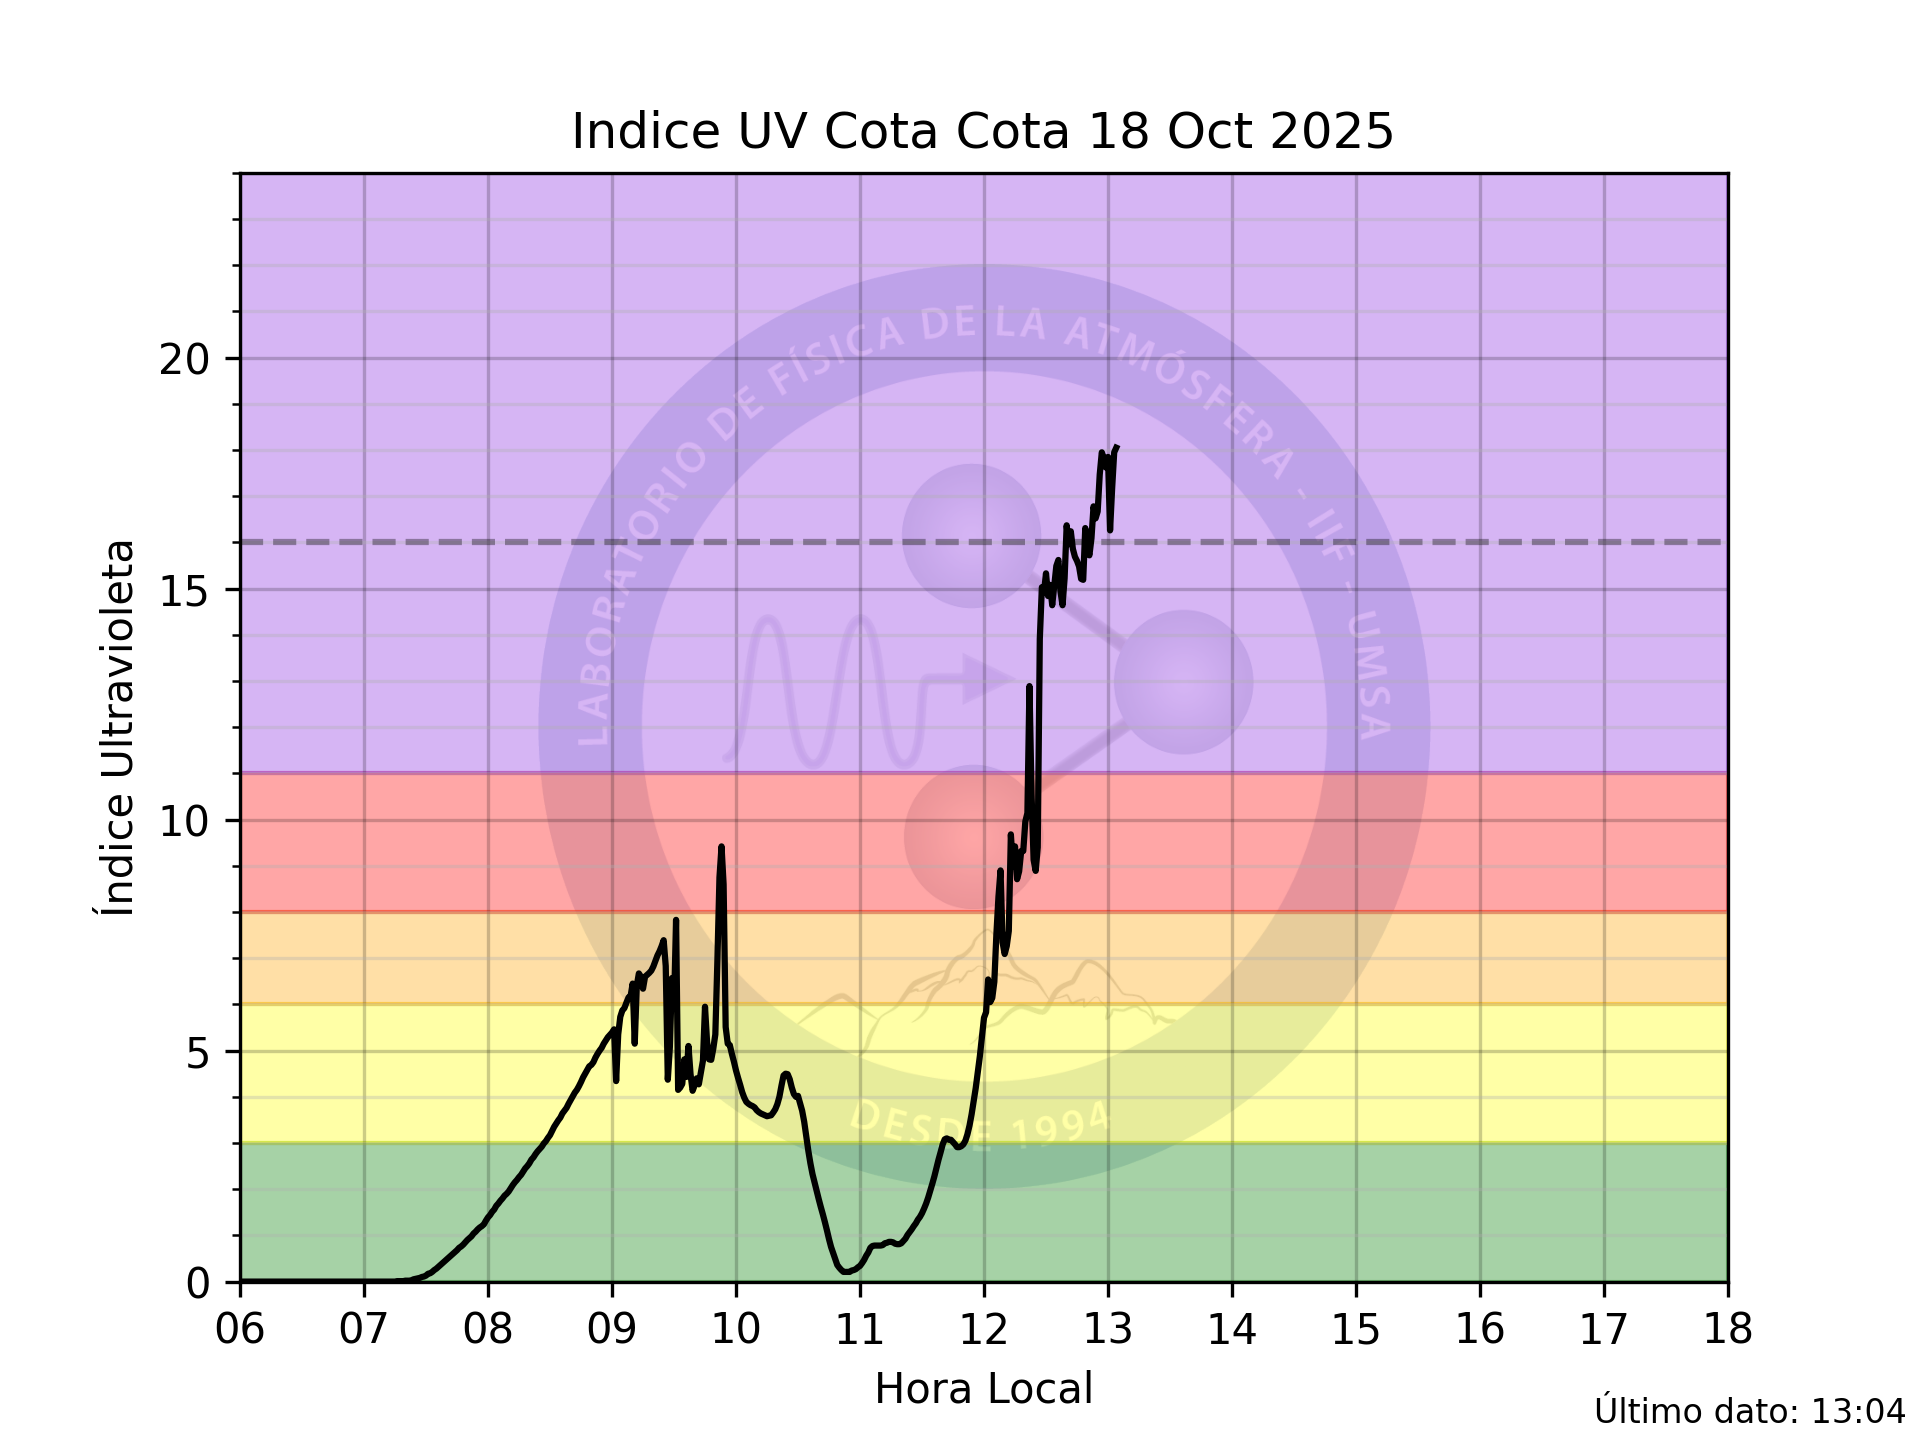 Indice UV Cota Cota 18 Oct 2025
LABORATORIO DE FÍSICA DE LA ATMÓSFERA - IIF - UMSA
DESDE 1994
Índice Ultravioleta
20
15
10
5
0
06 07 08 09 10 11 12 13 14 15 16 17 18
Hora Local
Último dato: 13:04